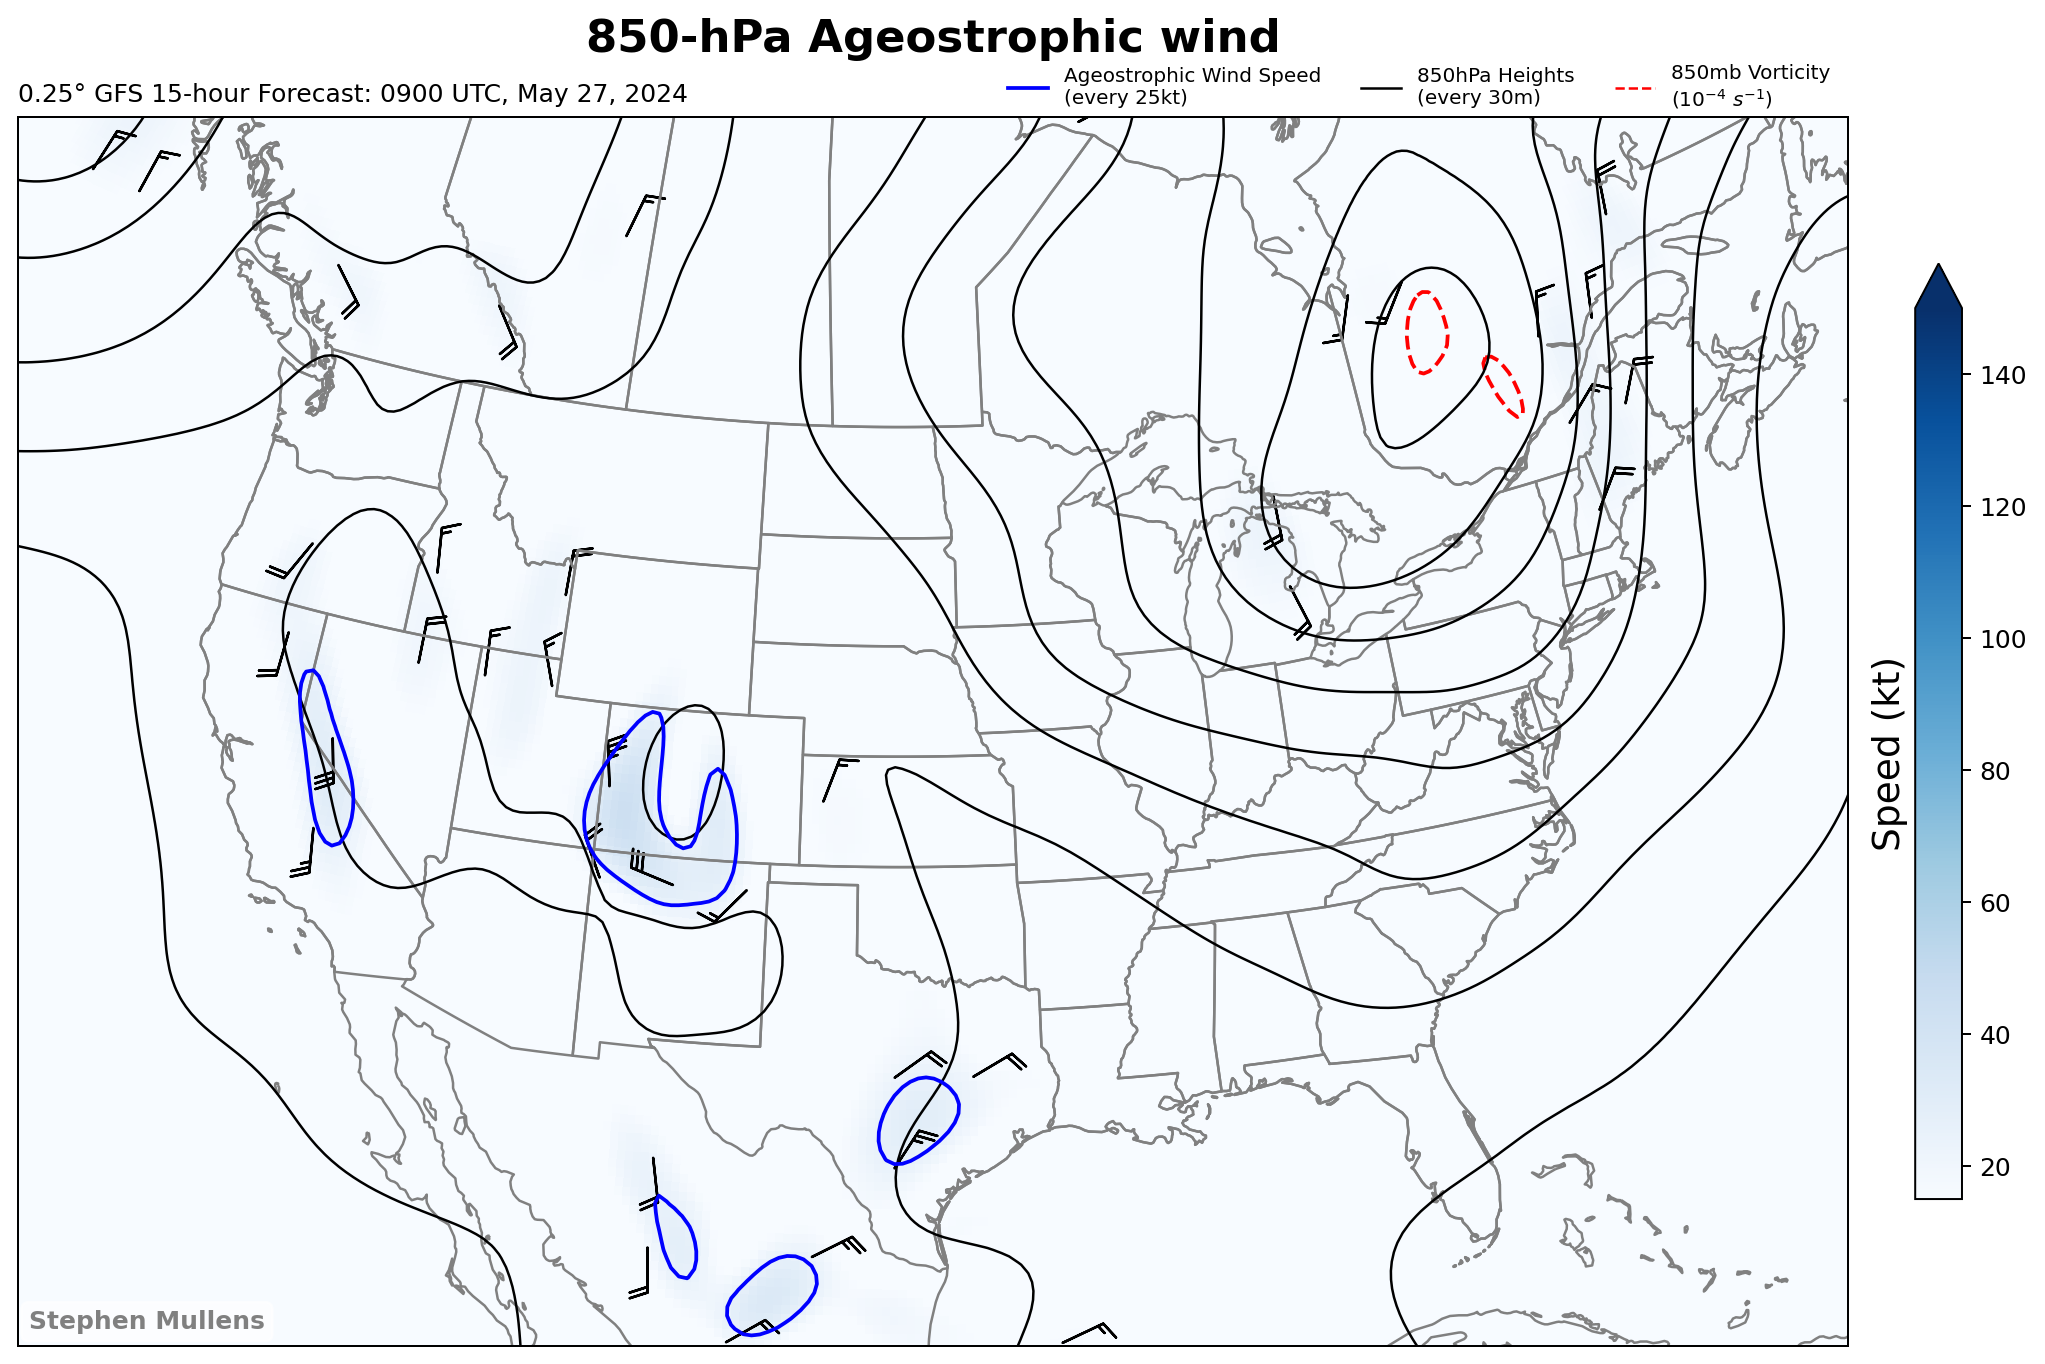 850-hPa Ageostrophic wind
0.25° GFS 15-hour Forecast: 0900 UTC, May 27, 2024
Ageostrophic Wind Speed
(every 25kt)
850hPa Heights
(every 30m)
850mb Vorticity
(10⁻⁴ s⁻¹)
140
120
100
80
60
40
20
Speed (kt)
Stephen Mullens